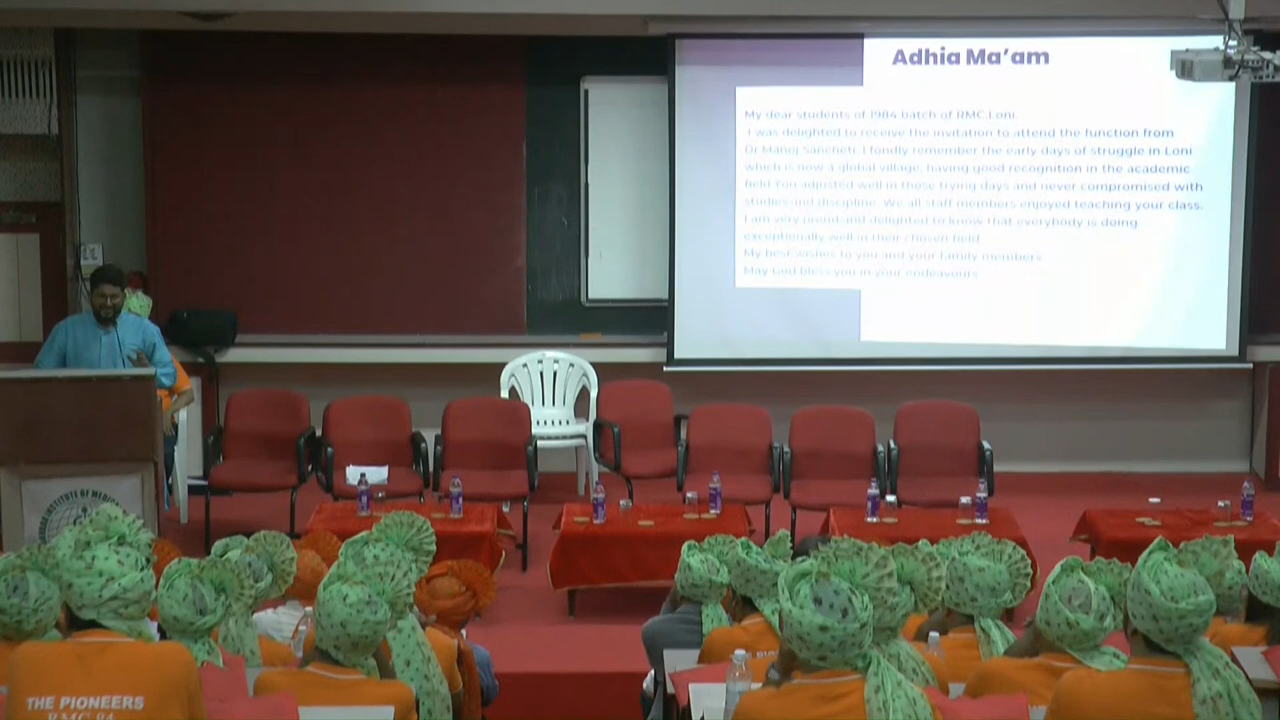 Adhia Ma'am
My dear students of 1984 batch of RMC Loni.
I was delighted to receive the invitation to attend the function from
Dr Manoj Sancheti. I fondly remember the early days of struggle in Loni
which is now a global village, having good recognition in the academic
field You adjusted well in those trying days and never compromised with
studies and discipline. We all staff members enjoyed teaching your class.
I am very proud and delighted to know that everybody is doing
exceptionally well in their chosen field
My best wishes to you and your family members
May God bless you in your endeavours
INSTITUTE OF MEDIC
THE PIONEERS
RMC 84